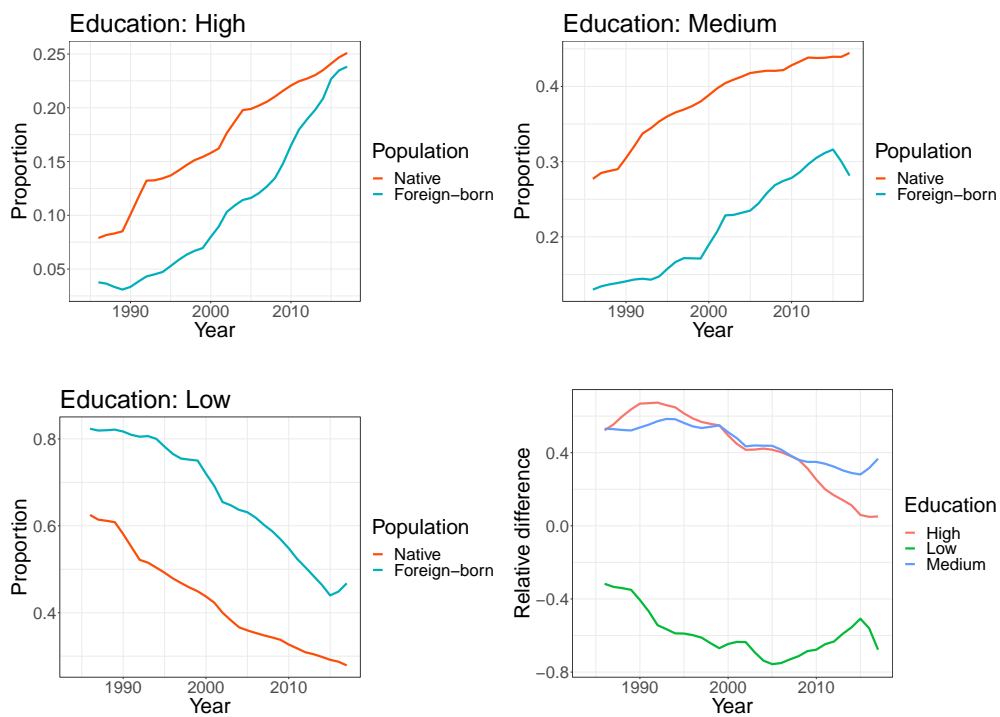 Education: High
0.25
0.20
0.15
0.10
0.05
Proportion
1990
2000
2010
Year
Population
Native
Foreign−born
Education: Medium
0.4
0.3
0.2
Proportion
1990
2000
2010
Year
Population
Native
Foreign−born
Education: Low
0.8
0.6
0.4
Proportion
1990
2000
2010
Year
Population
Native
Foreign−born
0.4
0.0
−0.4
−0.8
Relative difference
1990
2000
2010
Year
Education
High
Low
Medium